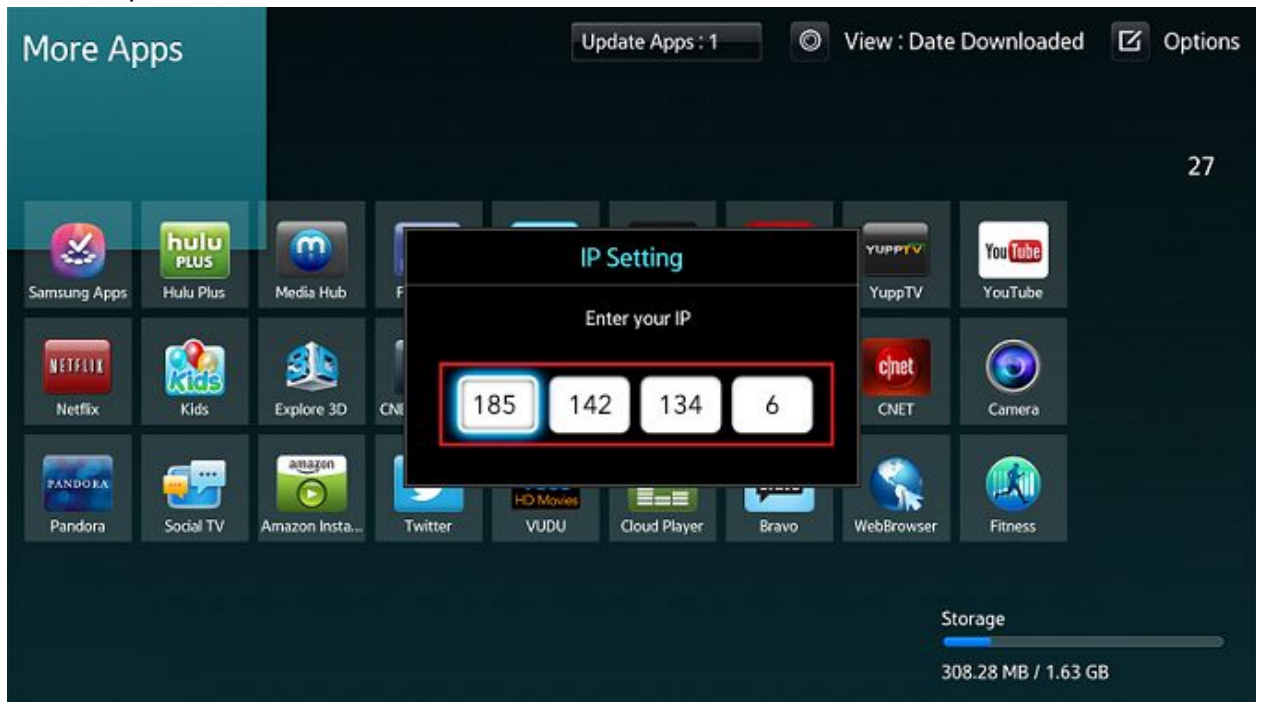 More Apps
Update Apps : 1
View : Date Downloaded
Options
27
hulu
PLUS
m
YUPPTV
You Tube
Samsung Apps
Hulu Plus
Media Hub
F
YuppTV
YouTube
IP Setting
Enter your IP
185 142 134 6
NETFLIX
Kids
3D
c|net
Netflix
Kids
Explore 3D
CNE
CNET
Camera
PANDORA
amazon
HD Movies
Pandora
Social TV
Amazon Insta...
Twitter
VUDU
Cloud Player
Bravo
WebBrowser
Fitness
Storage
308.28 MB / 1.63 GB